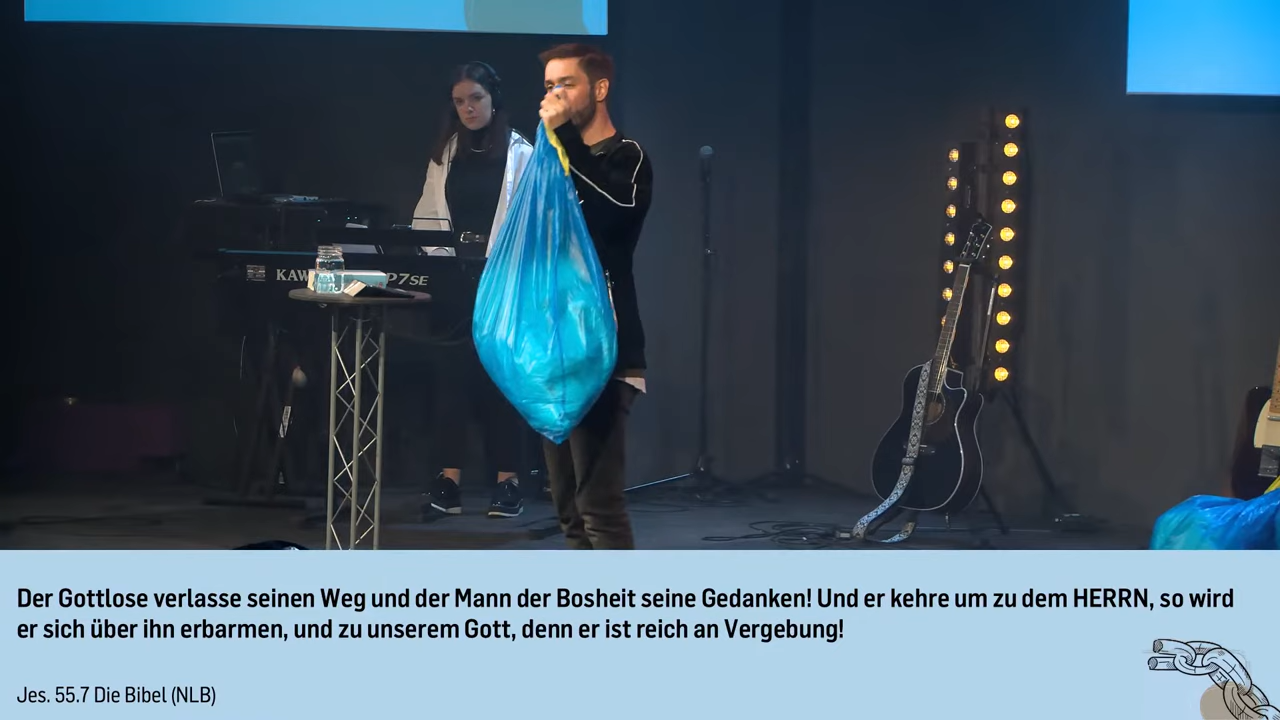 KAW
P7SE
Der Gottlose verlasse seinen Weg und der Mann der Bosheit seine Gedanken! Und er kehre um zu dem HERRN, so wird
er sich über ihn erbarmen, und zu unserem Gott, denn er ist reich an Vergebung!
Jes. 55.7 Die Bibel (NLB)